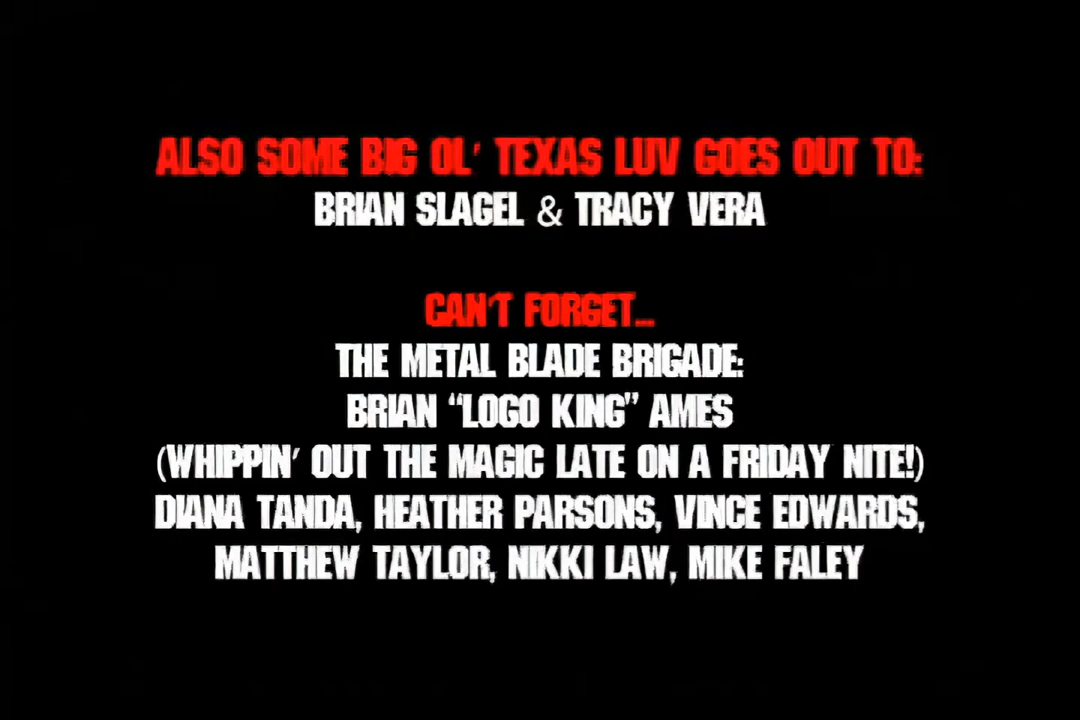 ALSO SOME BIG OL' TEXAS LUV GOES OUT TO:
BRIAN SLAGEL & TRACY VERA
CAN'T FORGET...
THE METAL BLADE BRIGADE:
BRIAN “LOGO KING” AMES
(WHIPPIN' OUT THE MAGIC LATE ON A FRIDAY NITE!)
DIANA TANDA, HEATHER PARSONS, VINCE EDWARDS,
MATTHEW TAYLOR, NIKKI LAW, MIKE FALEY